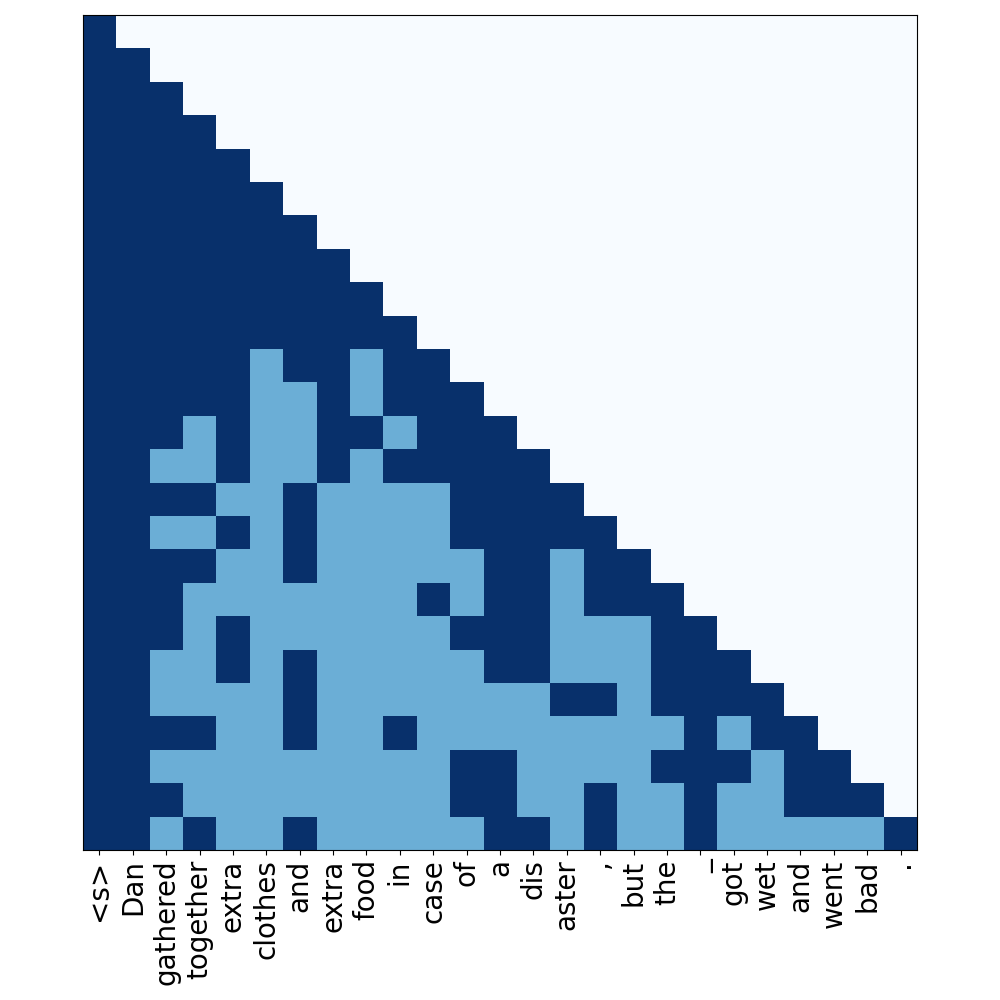 <s> Dan gathered together extra clothes and extra food in case of a dis aster , but the _ got wet and went bad .